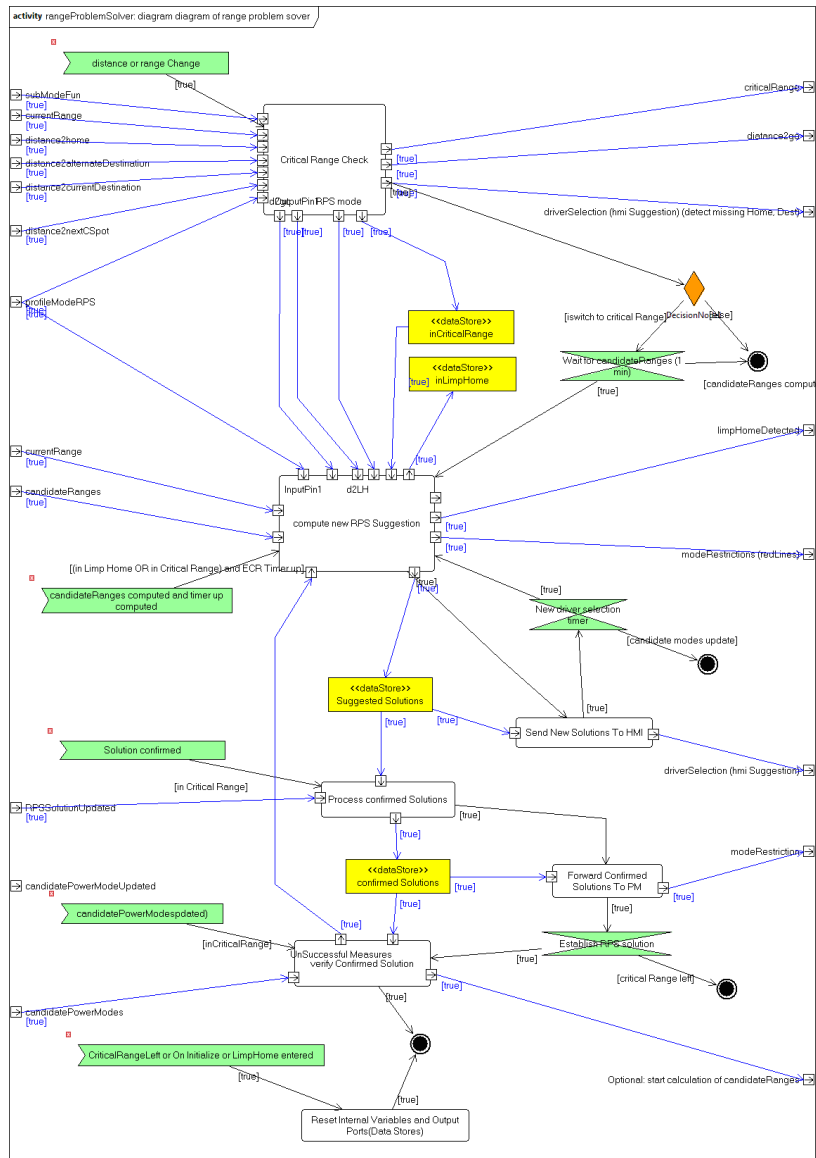 activity rangeProblemSolver: diagram diagram of range problem sover
distance or range Change
[true]
subModeFun
[true]
currentRange
[true]
distance2home
[true]
distance2alternateDestination
[true]
distance2currentDestination
[true]
distance2nextCSpot
[true]
profileModeRPS
[true]
Critical Range Check
OutputPin1
RPS mode
[true]
[true]
[true]
[true]
[true]
[true]
[true]
criticalRange
distance2go
driverSelection (hmi Suggestion) (detect missing Home, Dest)
[iswitch to critical Range]
DecisionNode
[else]
<<dataStore>>
inCriticalRange
<<dataStore>>
inLimpHome
[true]
Wait for candidateRanges (1
min)
[true]
[candidateRanges comput
limpHomeDetected
currentRange
[true]
candidateRanges
[true]
[true]
InputPin1
d2LH
compute new RPS Suggestion
[true]
[true]
modeRestrictions (redLines)
[(in Limp Home OR in Critical Range) and ECR Timer up]
candidateRanges computed and timer up
computed
[true]
[true]
[true]
New driver selection
timer
[candidate modes update]
<<dataStore>>
Suggested Solutions
[true]
[true]
[true]
Send New Solutions To HMI
[true]
driverSelection (hmi Suggestion)
Solution confirmed
[in Critical Range]
RPSSolutionUpdated
[true]
Process confirmed Solutions
[true]
[true]
modeRestriction
<<dataStore>>
confirmed Solutions
[true]
Forward Confirmed
Solutions To PM
[true]
candidatePowerModeUpdated
candidatePowerModespdated)
[inCriticalRange]
[true]
[true]
[true]
Establish RPS solution
[true]
[critical Range left]
UnSuccessful Measures
verify Confirmed Solution
[true]
[true]
candidatePowerModes
[true]
CriticalRangeLeft or On Initialize or LimpHome entered
[true]
[true]
Optional: start calculation of candidateRanges
Reset Internal Variables and Output
Ports(Data Stores)